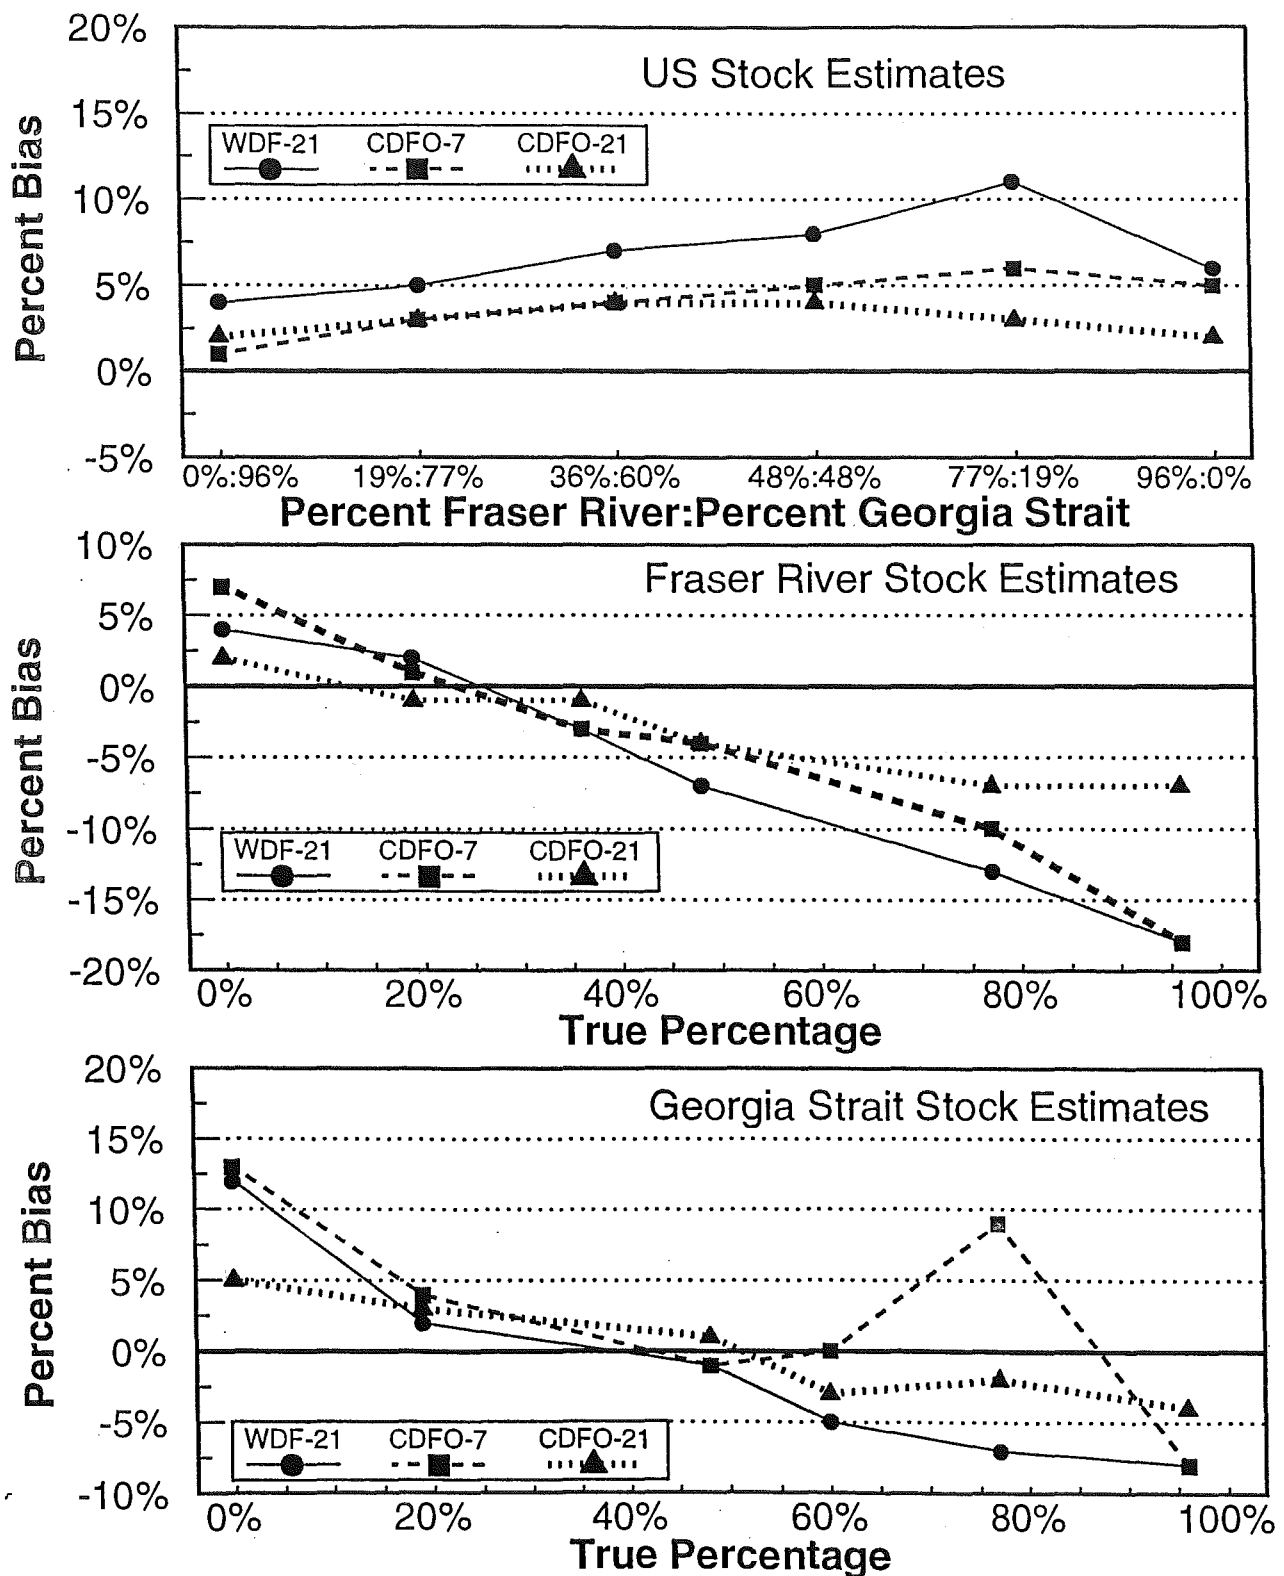 20%
US Stock Estimates
15%
WDF-21 CDFO-7 CDFO-21
10%
5%
0%
-5%
Percent Bias
0%:96% 19%:77% 36%:60% 48%:48% 77%:19% 96%:0%
Percent Fraser River:Percent Georgia Strait
10%
Fraser River Stock Estimates
5%
0%
-5%
-10%
WDF-21 CDFO-7 CDFO-21
-15%
-20%
Percent Bias
0% 20% 40% 60% 80% 100%
True Percentage
20%
Georgia Strait Stock Estimates
15%
10%
5%
0%
-5%
WDF-21 CDFO-7 CDFO-21
-10%
Percent Bias
0% 20% 40% 60% 80% 100%
True Percentage